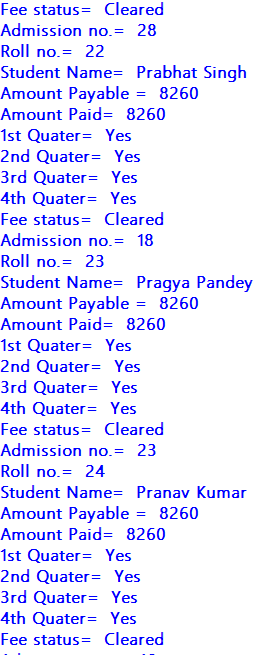 Fee status=  Cleared
Admission no.=  28
Roll no.=  22
Student Name=  Prabhat Singh
Amount Payable =  8260
Amount Paid=  8260
1st Quater=  Yes
2nd Quater=  Yes
3rd Quater=  Yes
4th Quater=  Yes
Fee status=  Cleared
Admission no.=  18
Roll no.=  23
Student Name=  Pragya Pandey
Amount Payable =  8260
Amount Paid=  8260
1st Quater=  Yes
2nd Quater=  Yes
3rd Quater=  Yes
4th Quater=  Yes
Fee status=  Cleared
Admission no.=  23
Roll no.=  24
Student Name=  Pranav Kumar
Amount Payable =  8260
Amount Paid=  8260
1st Quater=  Yes
2nd Quater=  Yes
3rd Quater=  Yes
4th Quater=  Yes
Fee status=  Cleared